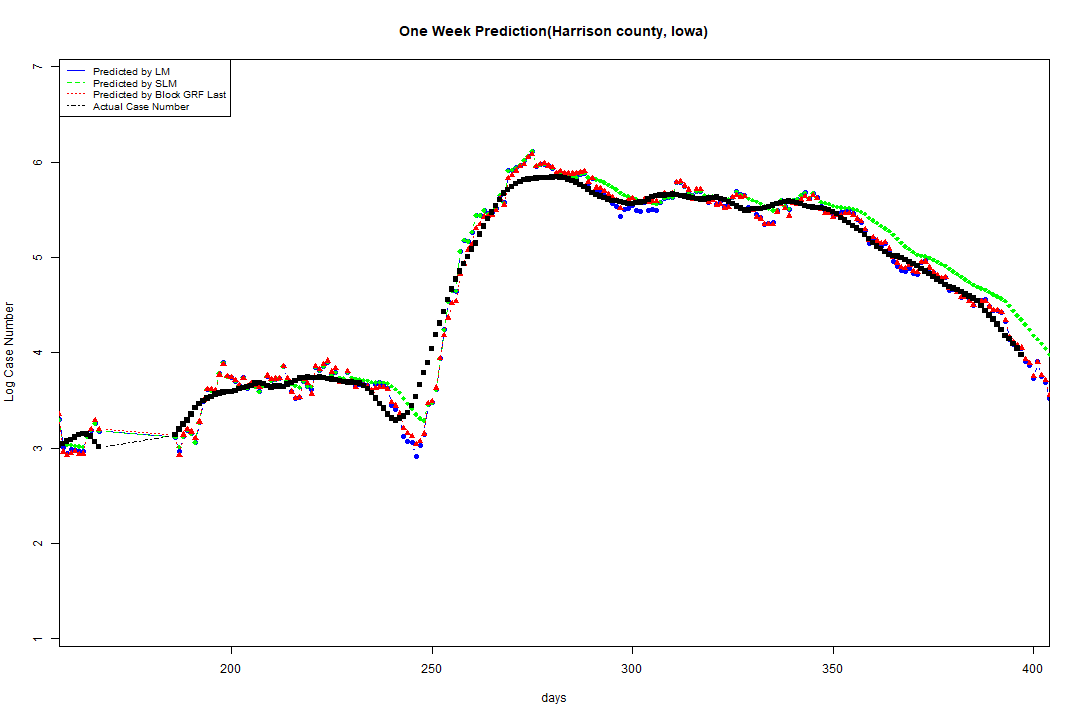 One Week Prediction(Harrison county, Iowa)
Predicted by LM
Predicted by SLM
Predicted by Block GRF Last
Actual Case Number
Log Case Number
7
6
5
4
3
2
1
200 250 300 350 400
days